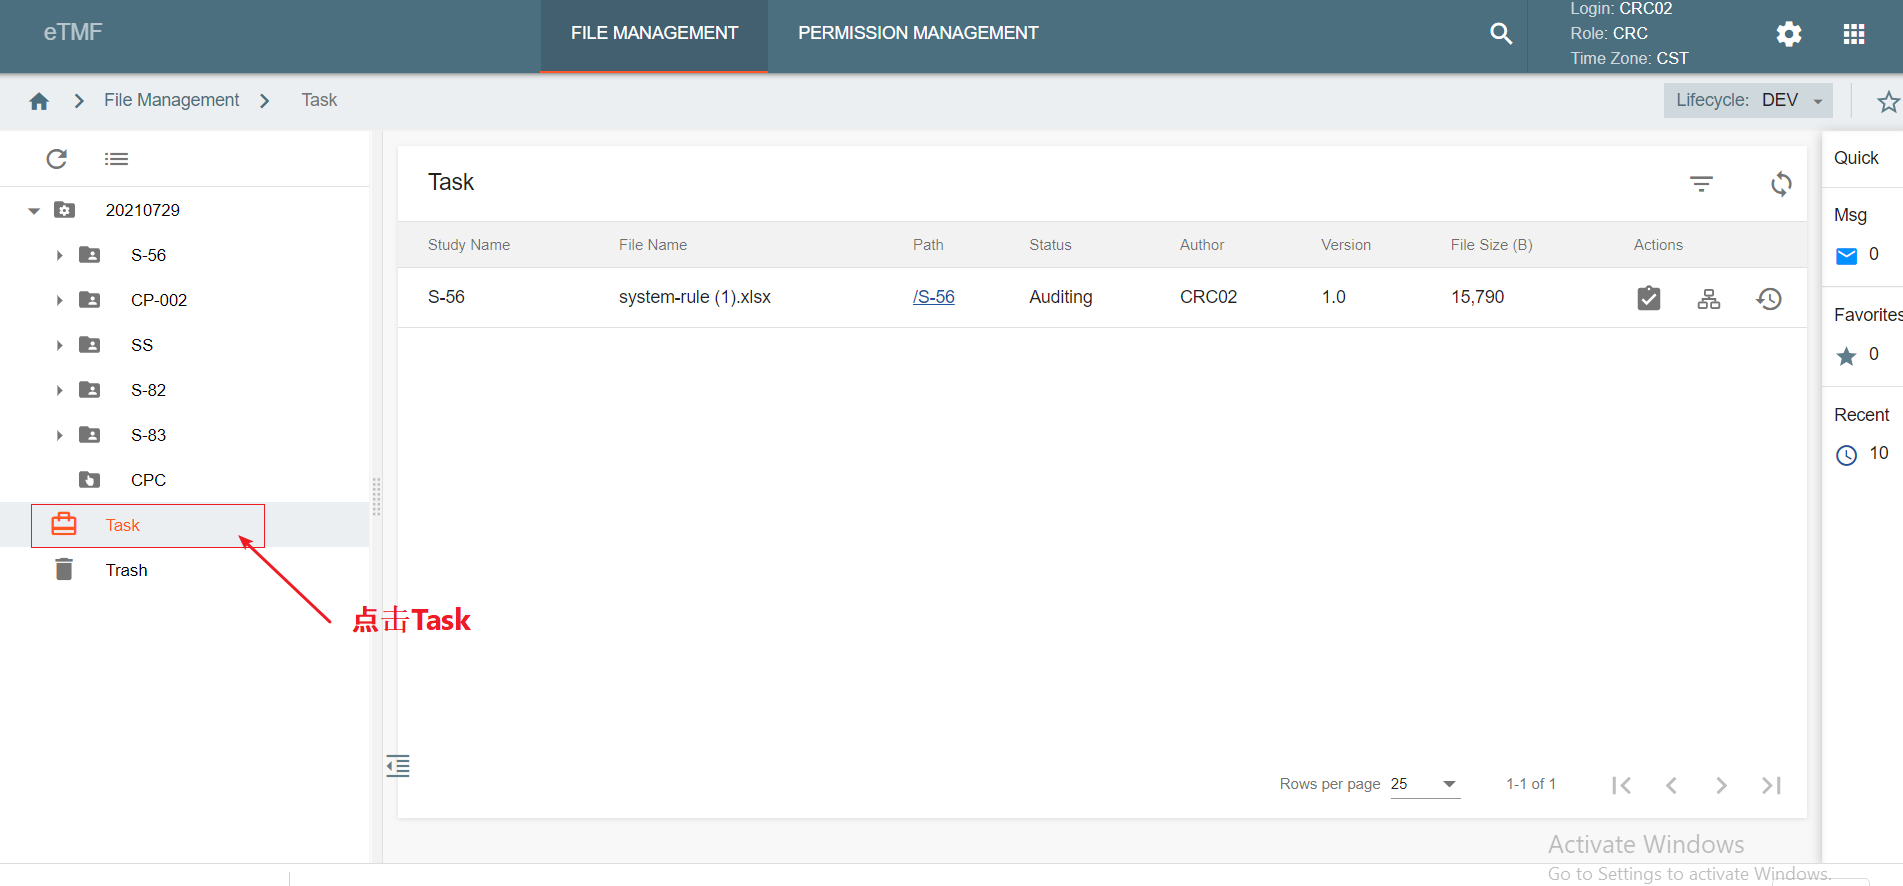 eTMF
FILE MANAGEMENT
PERMISSION MANAGEMENT
Login: CRC02
Role: CRC
Time Zone: CST
File Management
Task
Lifecycle: DEV
20210729
S-56
CP-002
SS
S-82
S-83
CPC
Task
Trash
点击Task
Task
Study Name File Name Path Status Author Version File Size (B) Actions
S-56 system-rule (1).xlsx /S-56 Auditing CRC02 1.0 15,790
Rows per page 25 1-1 of 1
Quick
Msg
0
Favorites
0
Recent
10
Activate Windows
Go to Settings to activate Windows.